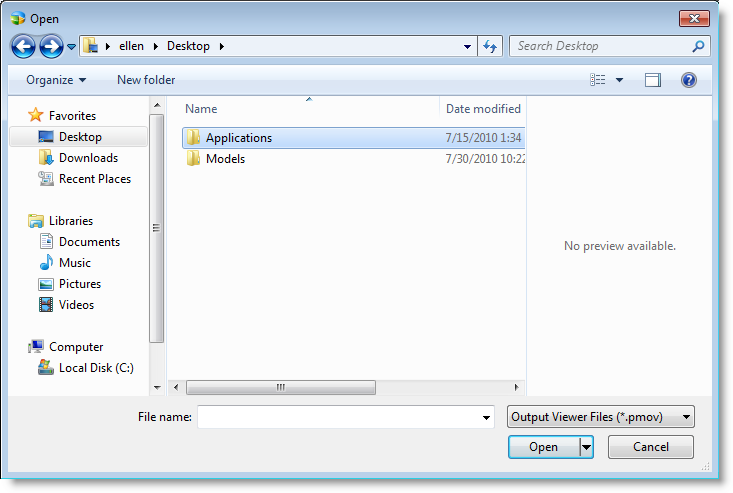 Open
ellen Desktop
Search Desktop
Organize New folder
Favorites
Desktop
Downloads
Recent Places
Libraries
Documents
Music
Pictures
Videos
Computer
Local Disk (C:)
Name Date modified
Applications 7/15/2010 1:34
Models 7/30/2010 10:22
No preview available.
File name:
Output Viewer Files (*.pmov)
Open Cancel